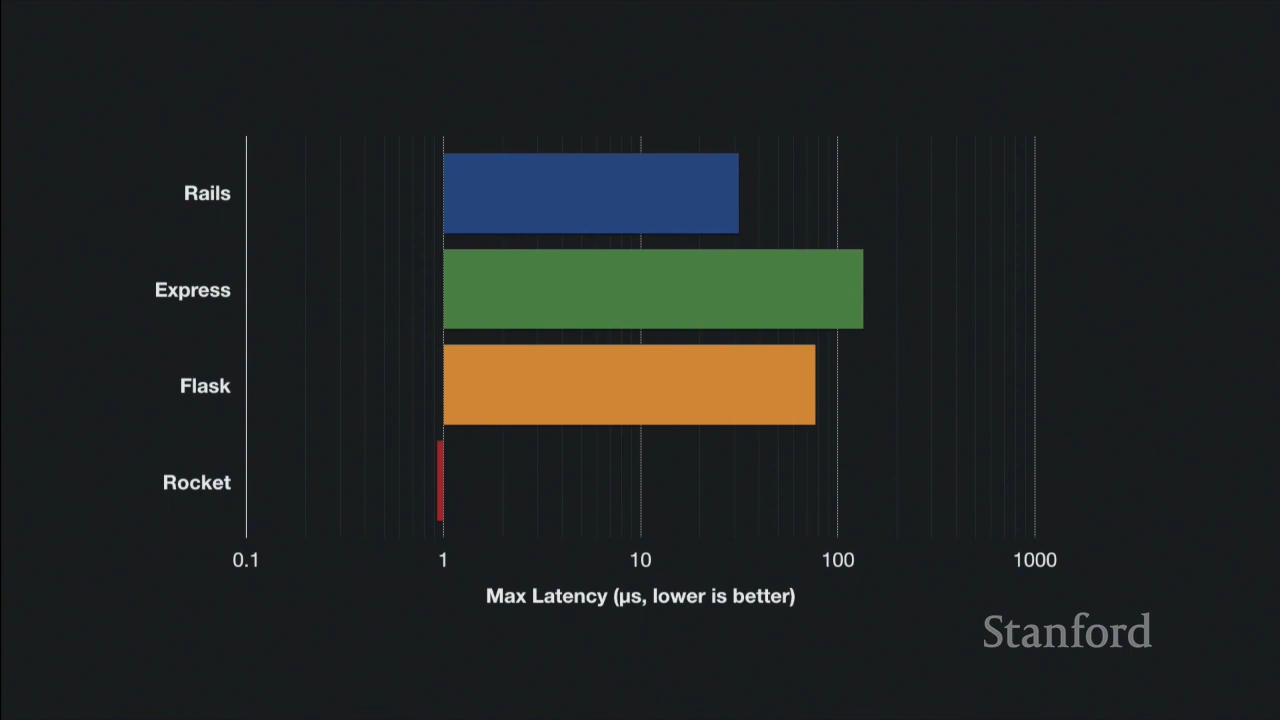 Rails
Express
Flask
Rocket
0.1 1 10 100 1000
Max Latency (µs, lower is better)
Stanford